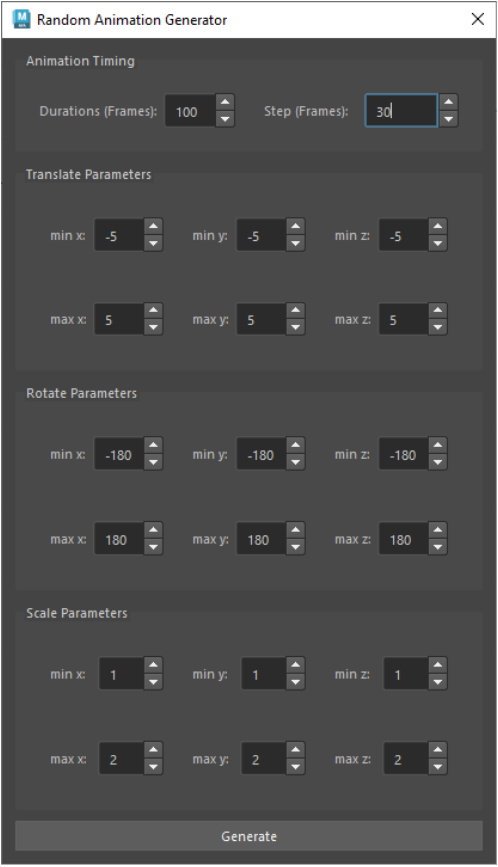 Random Animation Generator
Animation Timing
Durations (Frames): 100 Step (Frames): 30
Translate Parameters
min x: -5 min y: -5 min z: -5
max x: 5 max y: 5 max z: 5
Rotate Parameters
min x: -180 min y: -180 min z: -180
max x: 180 max y: 180 max z: 180
Scale Parameters
min x: 1 min y: 1 min z: 1
max x: 2 max y: 2 max z: 2
Generate